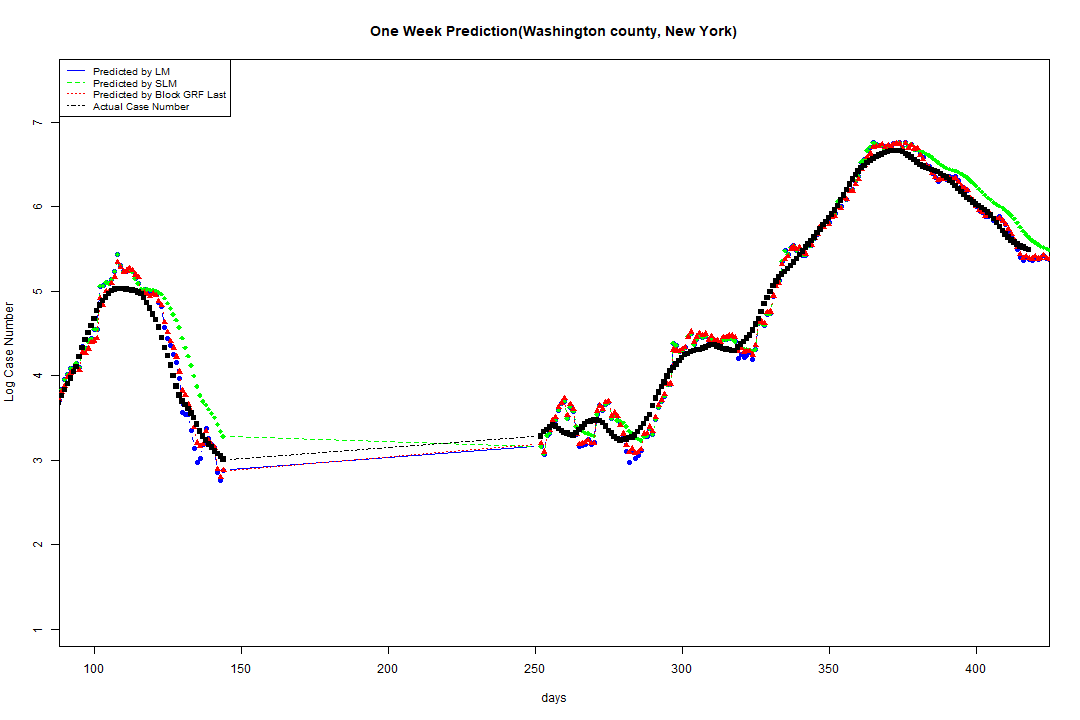 One Week Prediction(Washington county, New York)
Predicted by LM
Predicted by SLM
Predicted by Block GRF Last
Actual Case Number
7
6
5
4
3
2
1
Log Case Number
100 150 200 250 300 350 400
days